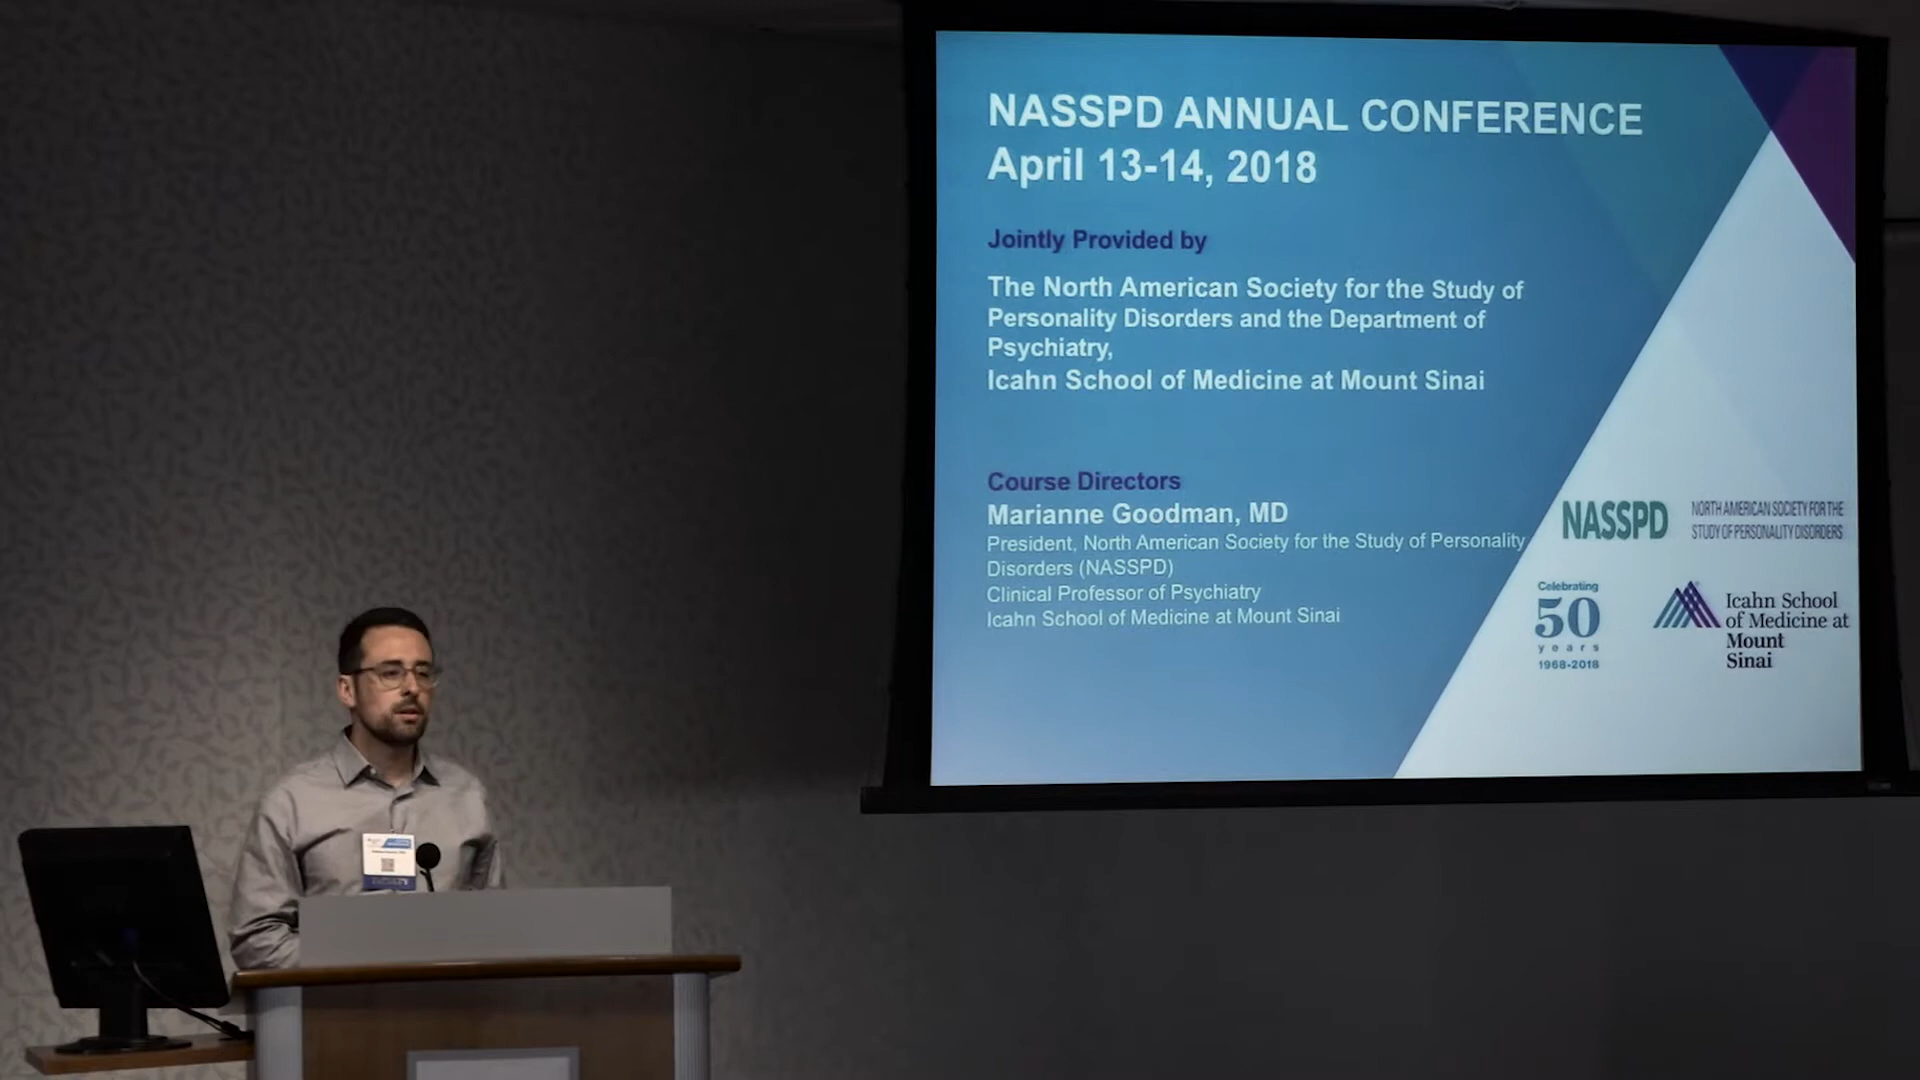 NASSPD ANNUAL CONFERENCE
April 13-14, 2018
Jointly Provided by
The North American Society for the Study of
Personality Disorders and the Department of
Psychiatry,
Icahn School of Medicine at Mount Sinai
Course Directors
Marianne Goodman, MD
President, North American Society for the Study of Personality
Disorders (NASSPD)
Clinical Professor of Psychiatry
Icahn School of Medicine at Mount Sinai
NASSPD
NORTH AMERICAN SOCIETY FOR THE
STUDY OF PERSONALITY DISORDERS
Celebrating
50
years
1968-2018
Icahn School
of Medicine at
Mount
Sinai